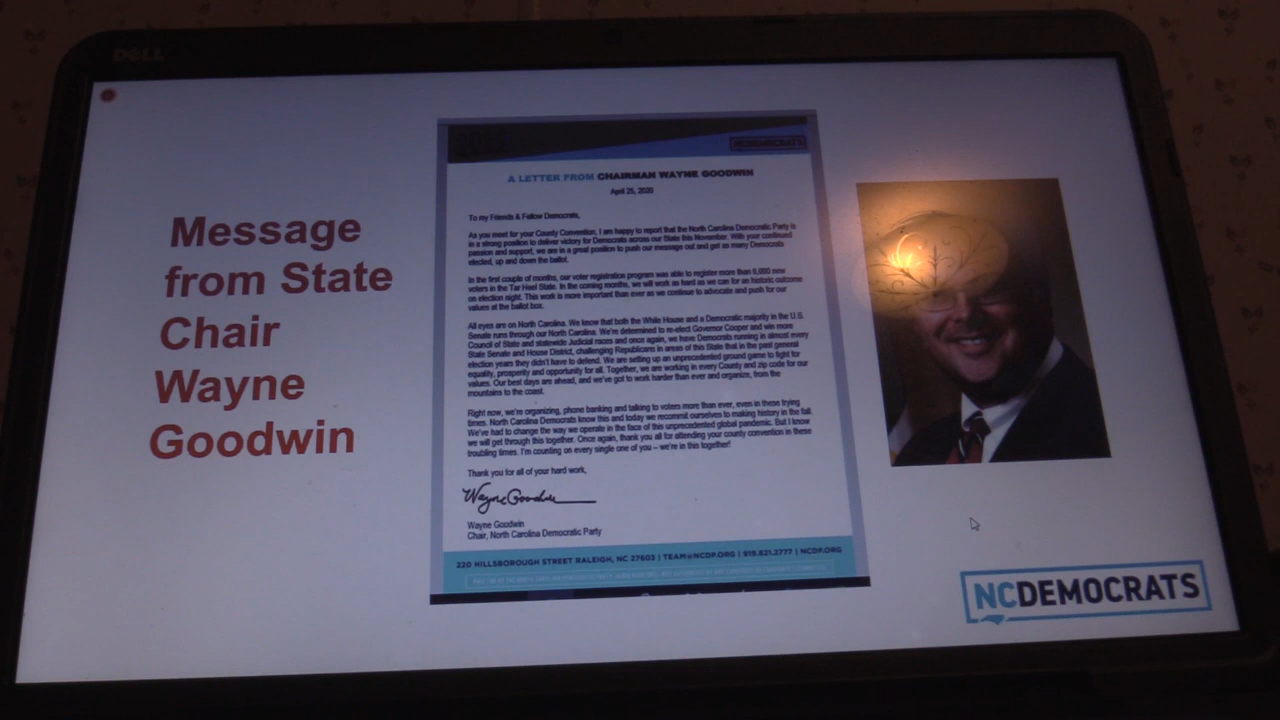 DELL
Message
from State
Chair
Wayne
Goodwin
NCDEMOCRATS
A LETTER FROM CHAIRMAN WAYNE GOODWIN
April 25, 2020
To my Friends & Fellow Democrats,
As you meet for your County Convention, I am happy to report that the North Carolina Democratic Party is
in a strong position to deliver victory for Democrats across our State this November. With your continued
passion and support, we are in a great position to push our message out and get as many Democrats
elected, up and down the ballot.
In the first couple of months, our voter registration program was able to register more than 6,600 new
voters in the Tar Heel State. In the coming months, we will work as hard as we can for an historic outcome
on election night. This work is more important than ever as we continue to advocate and push for our
values at the ballot box.
All eyes are on North Carolina. We know that both the White House and a Democratic majority in the U.S.
Senate runs through our North Carolina. We're determined to re-elect Governor Cooper and win more
Council of State and statewide Judicial races and once again, we have Democrats running in almost every
State Senate and House District, challenging Republicans in areas of this State that in the past general
election years they didn't have to defend. We are setting up an unprecedented ground game to fight for
equality, prosperity and opportunity for all. Together, we are working in every County and zip code for our
values. Our best days are ahead, and we've got to work harder than ever and organize, from the
mountains to the coast.
Right now, we're organizing, phone banking and talking to voters more than ever, even in these trying
times. North Carolina Democrats know this and today we recommit ourselves to making history in the fall.
We've had to change the way we operate in the face of this unprecedented global pandemic. But I know
we will get through this together. Once again, thank you all for attending your county convention in these
troubling times. I'm counting on every single one of you – we're in this together!
Thank you for all of your hard work,
Wayne Goodwin
Wayne Goodwin
Chair, North Carolina Democratic Party
220 HILLSBOROUGH STREET RALEIGH, NC 27603 | TEAM@NCDP.ORG | 919.821.2777 | NCDP.ORG
NCDEMOCRATS